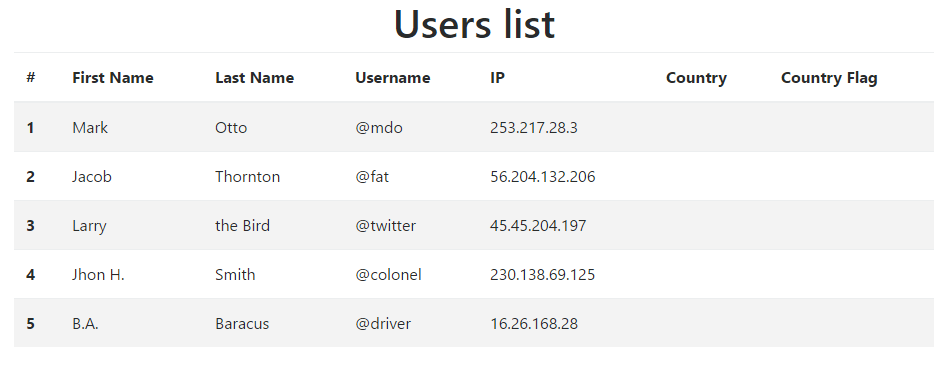 Users list
# First Name Last Name Username IP Country Country Flag
1 Mark Otto @mdo 253.217.28.3
2 Jacob Thornton @fat 56.204.132.206
3 Larry the Bird @twitter 45.45.204.197
4 Jhon H. Smith @colonel 230.138.69.125
5 B.A. Baracus @driver 16.26.168.28